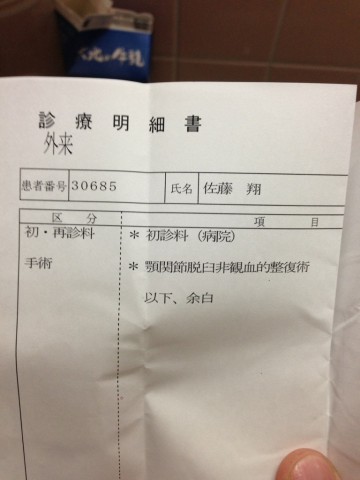 診療明細書
外来
患者番号 30685 氏名 佐藤 翔
区 分 項 目
初・再診料 * 初診料(病院)
手術 * 顎関節脱臼非観血的整復術
以下、余白